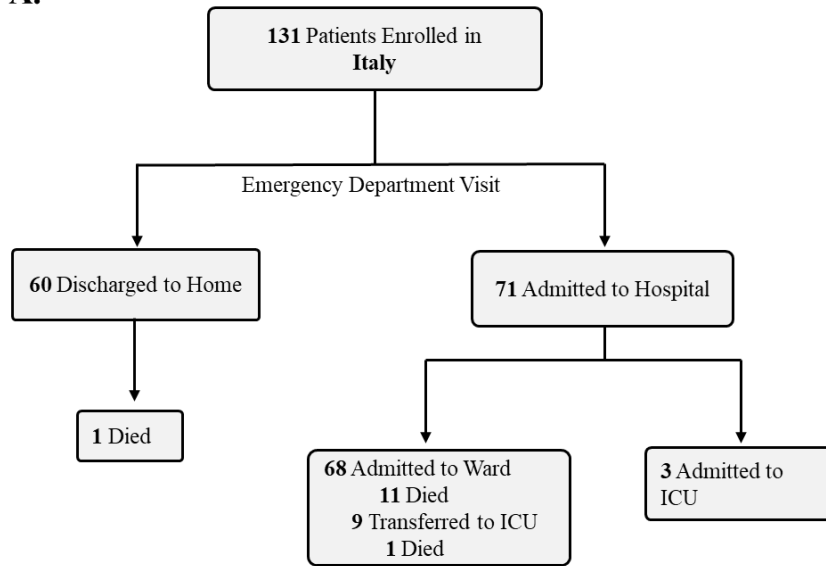 A.
131 Patients Enrolled in
Italy
Emergency Department Visit
60 Discharged to Home
71 Admitted to Hospital
1 Died
68 Admitted to Ward
11 Died
9 Transferred to ICU
1 Died
3 Admitted to
ICU